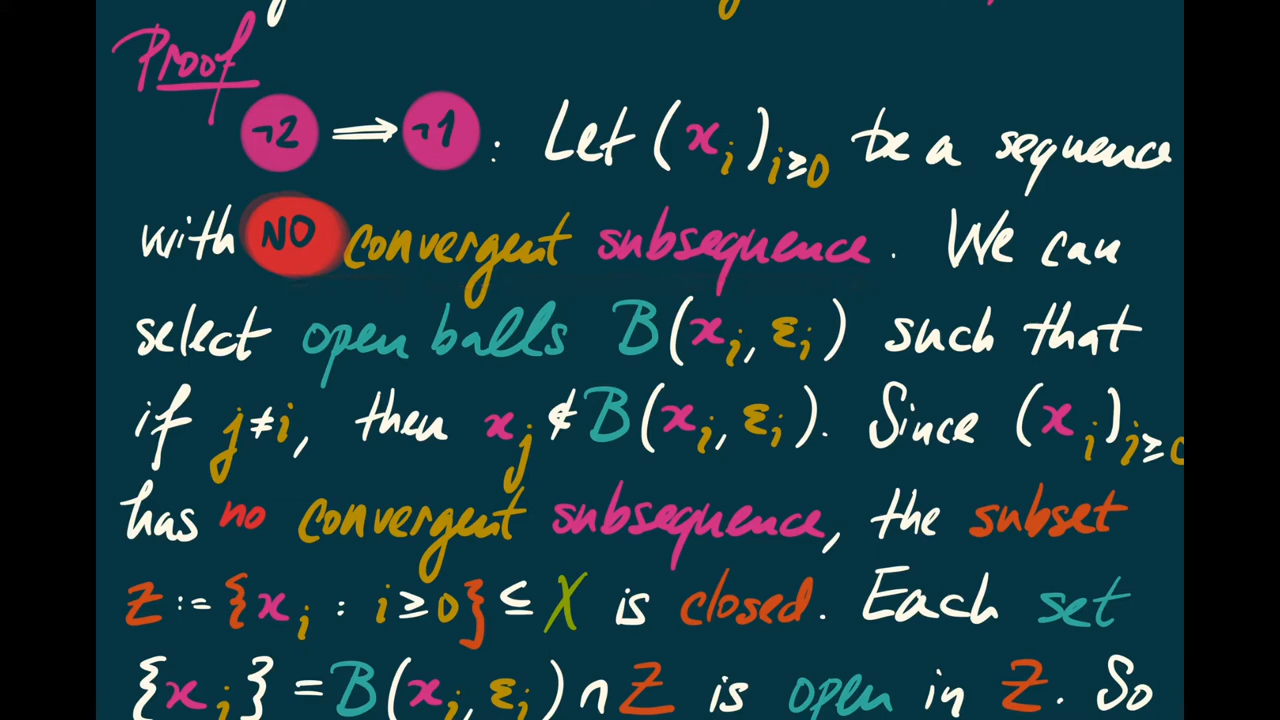 Proof
¬2 ⟹ ¬1 : Let (x_i)_{i≥0} be a sequence
with NO convergent subsequence. We can
select open balls B(x_i, ε_i) such that
if j≠i, then x_j ∉ B(x_i, ε_i). Since (x_i)_{i≥0}
has no convergent subsequence, the subset
Z := {x_i : i≥0} ⊆ X is closed. Each set
{x_i} = B(x_i, ε_i) ∩ Z is open in Z. So